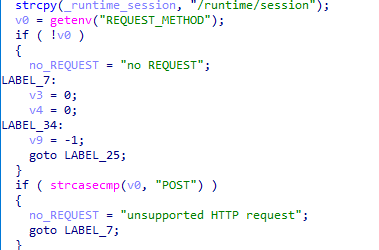 strcpy(_runtime_session, "/runtime/session");
v0 = getenv("REQUEST_METHOD");
if ( !v0 )
{
no_REQUEST = "no REQUEST";
LABEL_7:
v3 = 0;
v4 = 0;
LABEL_34:
v9 = -1;
goto LABEL_25;
}
if ( strcasecmp(v0, "POST") )
{
no_REQUEST = "unsupported HTTP request";
goto LABEL_7;
}